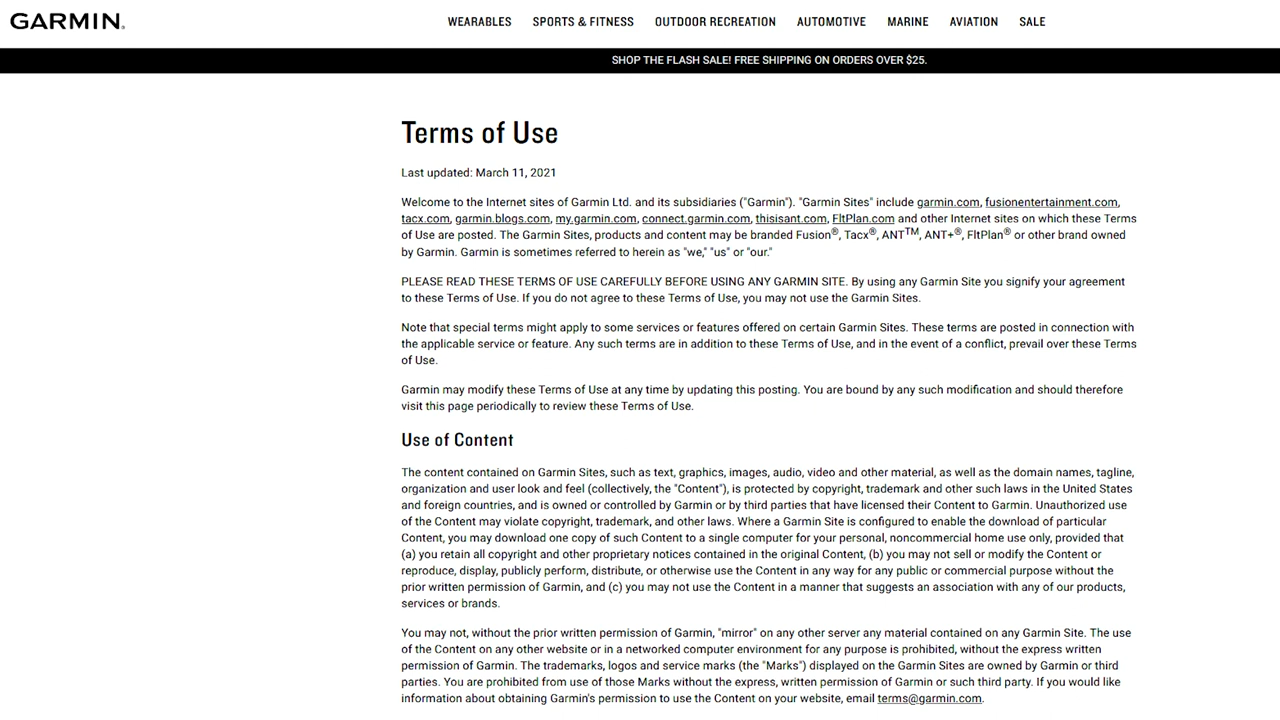 GARMIN®
WEARABLES SPORTS & FITNESS OUTDOOR RECREATION AUTOMOTIVE MARINE AVIATION SALE
SHOP THE FLASH SALE! FREE SHIPPING ON ORDERS OVER $25.
Terms of Use
Last updated: March 11, 2021
Welcome to the Internet sites of Garmin Ltd. and its subsidiaries ("Garmin"). "Garmin Sites" include garmin.com, fusionentertainment.com,
tacx.com, garmin.blogs.com, my.garmin.com, connect.garmin.com, thisisant.com, FltPlan.com and other Internet sites on which these Terms
of Use are posted. The Garmin Sites, products and content may be branded Fusion®, Tacx®, ANT™, ANT+®, FltPlan® or other brand owned
by Garmin. Garmin is sometimes referred to herein as "we," "us" or "our."
PLEASE READ THESE TERMS OF USE CAREFULLY BEFORE USING ANY GARMIN SITE. By using any Garmin Site you signify your agreement
to these Terms of Use. If you do not agree to these Terms of Use, you may not use the Garmin Sites.
Note that special terms might apply to some services or features offered on certain Garmin Sites. These terms are posted in connection with
the applicable service or feature. Any such terms are in addition to these Terms of Use, and in the event of a conflict, prevail over these Terms
of Use.
Garmin may modify these Terms of Use at any time by updating this posting. You are bound by any such modification and should therefore
visit this page periodically to review these Terms of Use.
Use of Content
The content contained on Garmin Sites, such as text, graphics, images, audio, video and other material, as well as the domain names, tagline,
organization and user look and feel (collectively, the "Content"), is protected by copyright, trademark and other such laws in the United States
and foreign countries, and is owned or controlled by Garmin or by third parties that have licensed their Content to Garmin. Unauthorized use
of the Content may violate copyright, trademark, and other laws. Where a Garmin Site is configured to enable the download of particular
Content, you may download one copy of such Content to a single computer for your personal, noncommercial home use only, provided that
(a) you retain all copyright and other proprietary notices contained in the original Content, (b) you may not sell or modify the Content or
reproduce, display, publicly perform, distribute, or otherwise use the Content in any way for any public or commercial purpose without the
prior written permission of Garmin, and (c) you may not use the Content in a manner that suggests an association with any of our products,
services or brands.
You may not, without the prior written permission of Garmin, "mirror" on any other server any material contained on any Garmin Site. The use
of the Content on any other website or in a networked computer environment for any purpose is prohibited, without the express written
permission of Garmin. The trademarks, logos and service marks (the "Marks") displayed on the Garmin Sites are owned by Garmin or third
parties. You are prohibited from use of those Marks without the express, written permission of Garmin or such third party. If you would like
information about obtaining Garmin's permission to use the Content on your website, email terms@garmin.com.